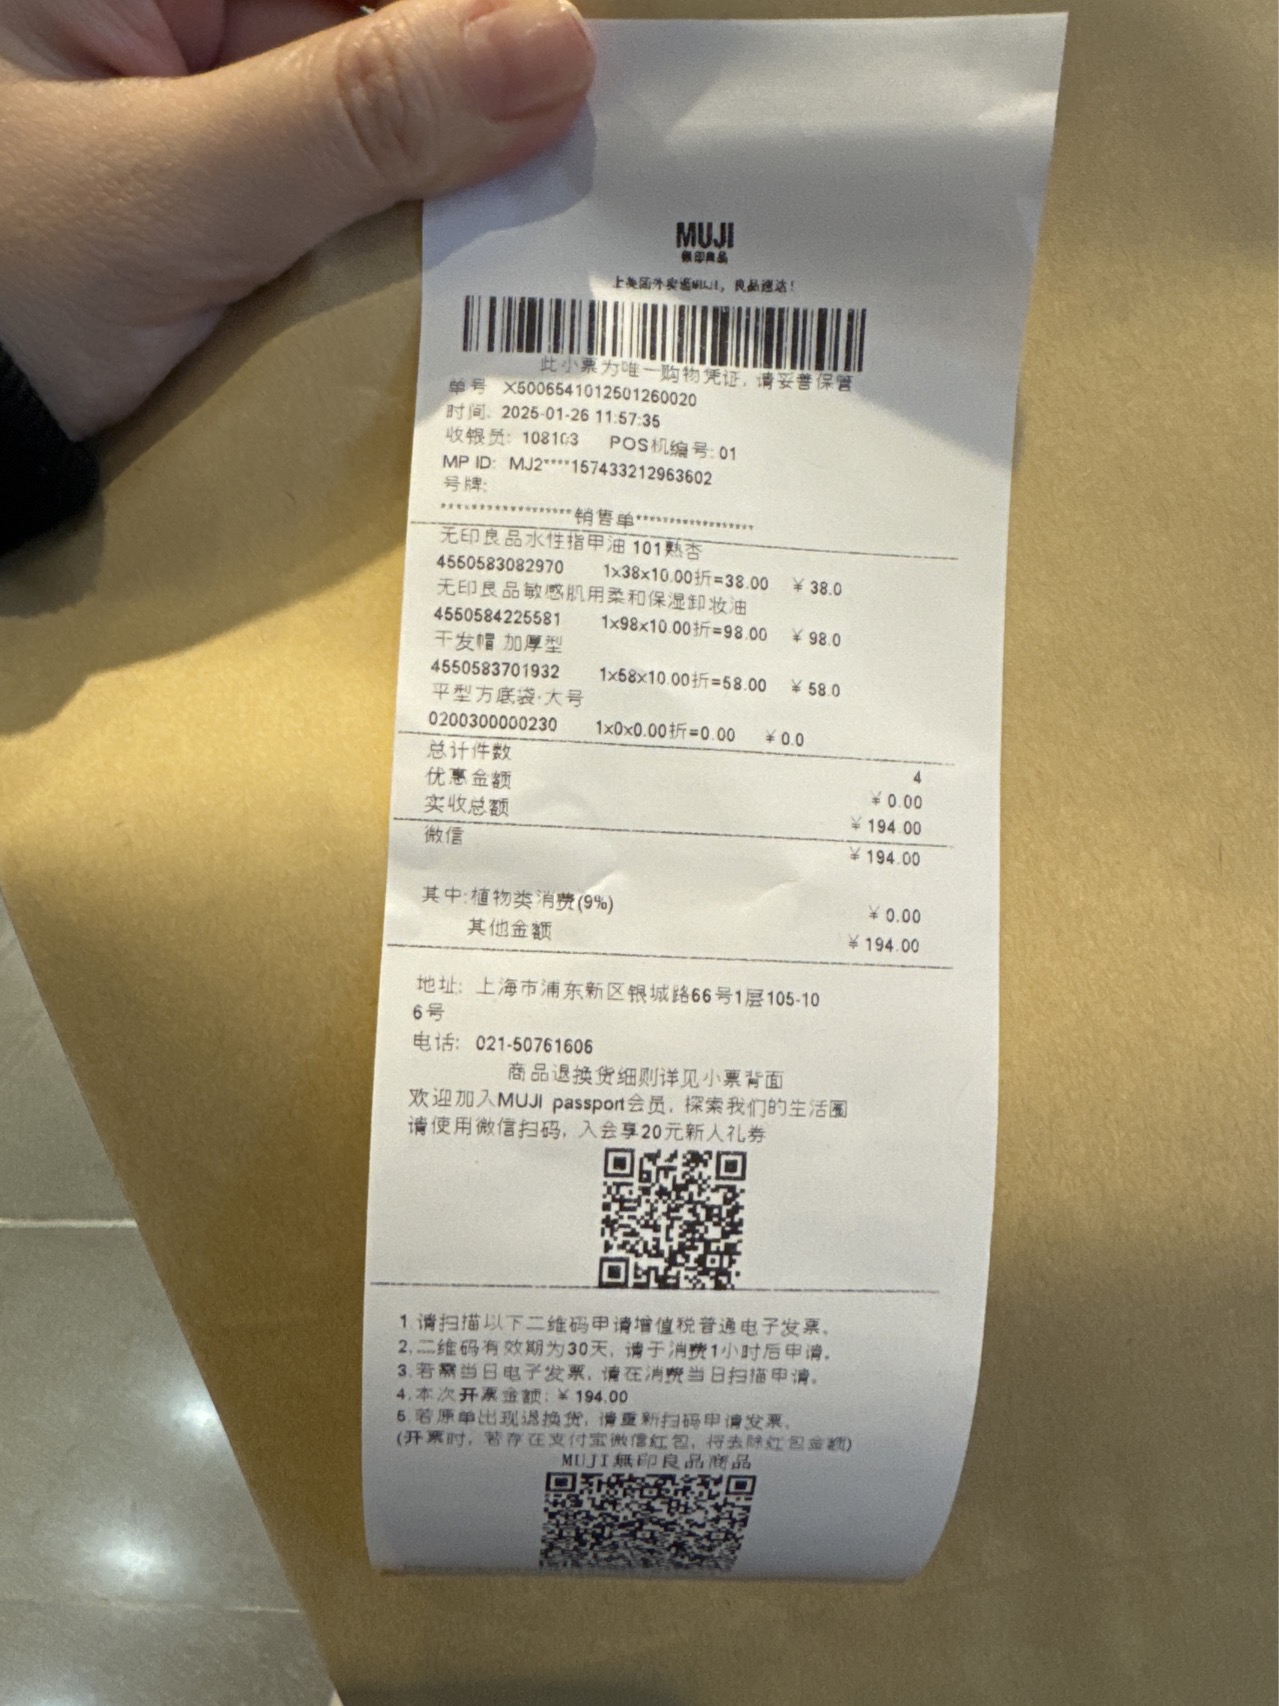 MUJI
無印良品
上美团外卖逛MUJI，良品速达！
此小票为唯一购物凭证，请妥善保管
单号 X5006541012501260020
时间: 2025-01-26 11:57:35
收银员: 108103 POS机编号: 01
MP ID: MJ2****157433212963602
号牌:
********************销售单******************
无印良品水性指甲油 101熟杏
4550583082970 1x38x10.00折=38.00 ¥ 38.0
无印良品敏感肌用柔和保湿卸妆油
4550584225581 1x98x10.00折=98.00 ¥ 98.0
干发帽 加厚型
4550583701932 1x58x10.00折=58.00 ¥ 58.0
平型方底袋·大号
0200300000230 1x0x0.00折=0.00 ¥ 0.0
总计件数 4
优惠金额 ¥ 0.00
实收总额 ¥ 194.00
微信 ¥ 194.00
其中:植物类消费(9%) ¥ 0.00
其他金额 ¥ 194.00
地址: 上海市浦东新区银城路66号1层105-10
6号
电话: 021-50761606
商品退换货细则详见小票背面
欢迎加入MUJI passport会员，探索我们的生活圈
请使用微信扫码，入会享20元新人礼券
1.请扫描以下二维码申请增值税普通电子发票。
2.二维码有效期为30天，请于消费1小时后申请。
3.若需当日电子发票，请在消费当日扫描申请。
4.本次开票金额: ¥ 194.00
5.若原单出现退换货，请重新扫码申请发票。
(开票时，若存在支付宝微信红包，将去除红包金额)
MUJI無印良品商品